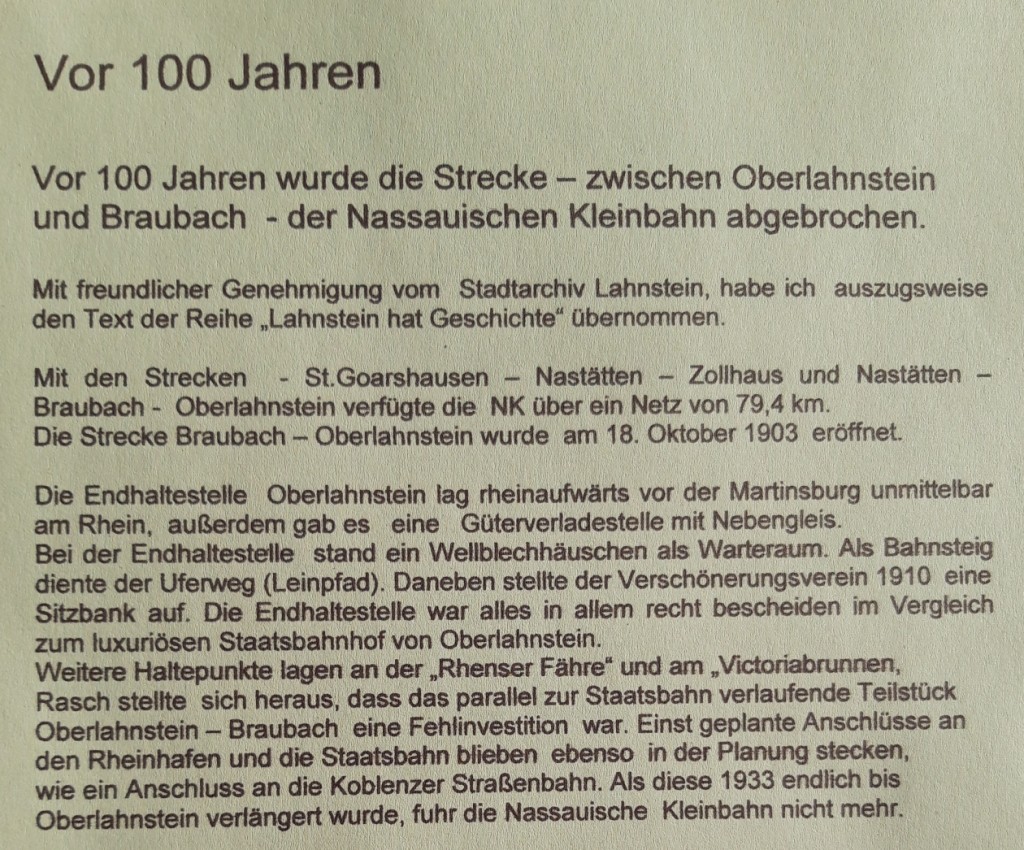 Vor 100 Jahren
Vor 100 Jahren wurde die Strecke – zwischen Oberlahnstein
und Braubach - der Nassauischen Kleinbahn abgebrochen.
Mit freundlicher Genehmigung vom Stadtarchiv Lahnstein, habe ich auszugsweise
den Text der Reihe „Lahnstein hat Geschichte“ übernommen.
Mit den Strecken - St.Goarshausen – Nastätten – Zollhaus und Nastätten –
Braubach - Oberlahnstein verfügte die NK über ein Netz von 79,4 km.
Die Strecke Braubach – Oberlahnstein wurde am 18. Oktober 1903 eröffnet.
Die Endhaltestelle Oberlahnstein lag rheinaufwärts vor der Martinsburg unmittelbar
am Rhein, außerdem gab es eine Güterverladestelle mit Nebengleis.
Bei der Endhaltestelle stand ein Wellblechhäuschen als Warteraum. Als Bahnsteig
diente der Uferweg (Leinpfad). Daneben stellte der Verschönerungsverein 1910 eine
Sitzbank auf. Die Endhaltestelle war alles in allem recht bescheiden im Vergleich
zum luxuriösen Staatsbahnhof von Oberlahnstein.
Weitere Haltepunkte lagen an der „Rhenser Fähre“ und am „Victoriabrunnen,
Rasch stellte sich heraus, dass das parallel zur Staatsbahn verlaufende Teilstück
Oberlahnstein – Braubach eine Fehlinvestition war. Einst geplante Anschlüsse an
den Rheinhafen und die Staatsbahn blieben ebenso in der Planung stecken,
wie ein Anschluss an die Koblenzer Straßenbahn. Als diese 1933 endlich bis
Oberlahnstein verlängert wurde, fuhr die Nassauische Kleinbahn nicht mehr.